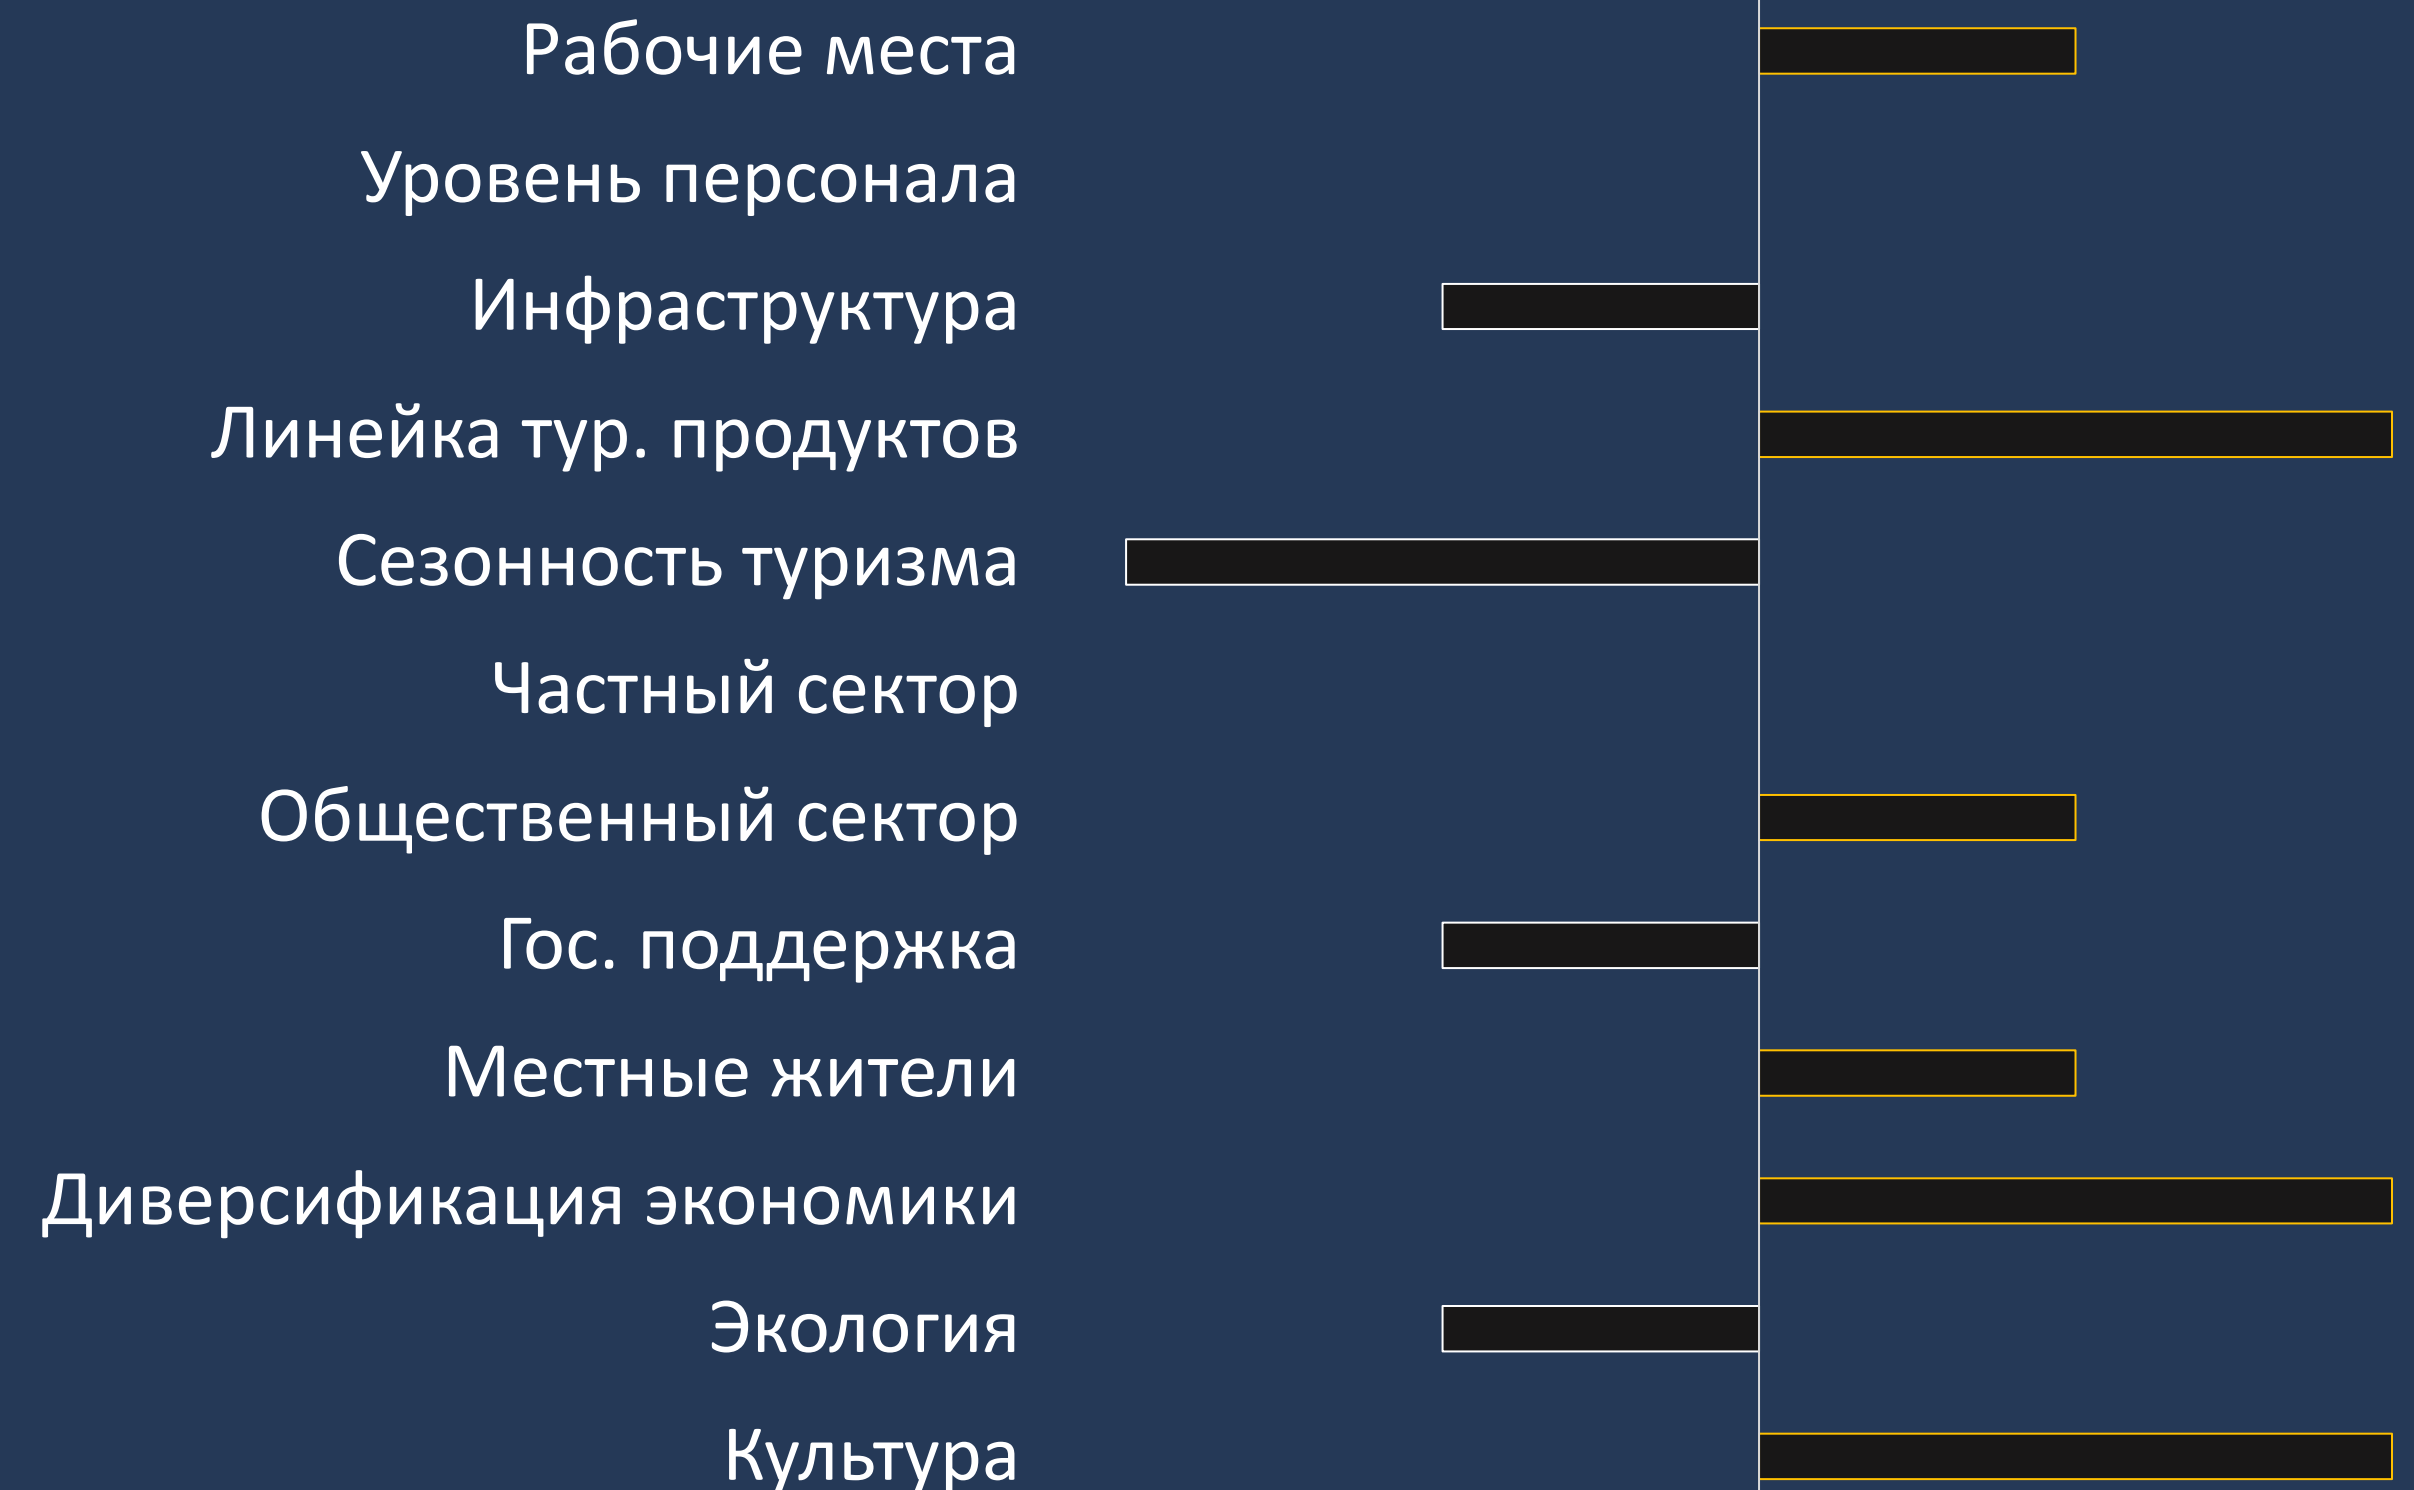 Рабочие места
Уровень персонала
Инфраструктура
Линейка тур. продуктов
Сезонность туризма
Частный сектор
Общественный сектор
Гос. поддержка
Местные жители
Диверсификация экономики
Экология
Культура